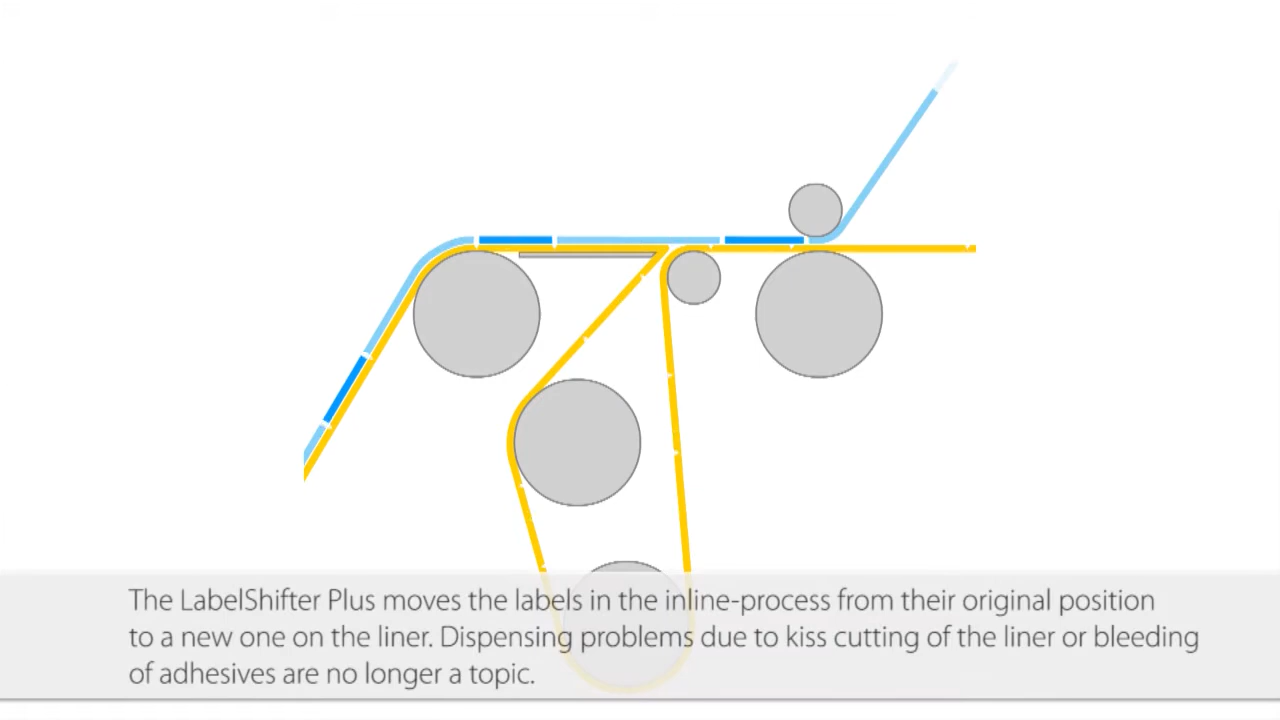 The LabelShifter Plus moves the labels in the inline-process from their original position
to a new one on the liner. Dispensing problems due to kiss cutting of the liner or bleeding
of adhesives are no longer a topic.